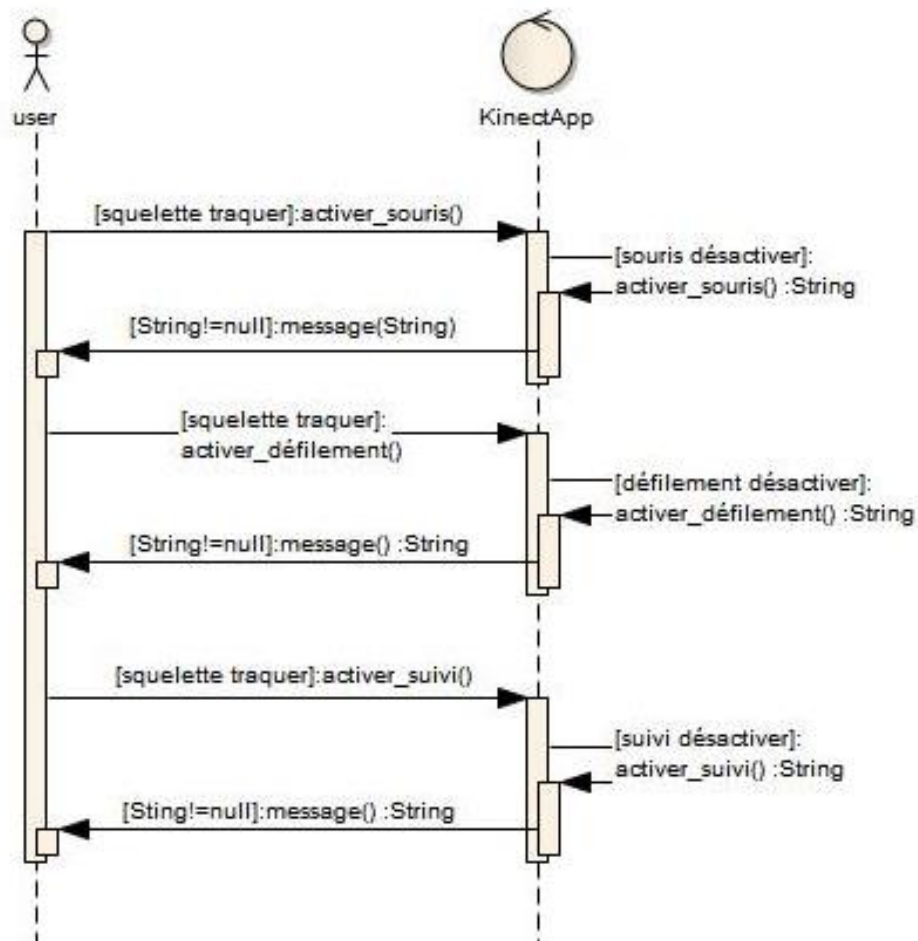 user
KinectApp
[squelette traquer]:activer_souris()
[souris désactiver]:
activer_souris() :String
[String!=null]:message(String)
[squelette traquer]:
activer_défilement()
[défilement désactiver]:
activer_défilement() :String
[String!=null]:message() :String
[squelette traquer]:activer_suivi()
[suivi désactiver]:
activer_suivi() :String
[Sting!=null]:message() :String